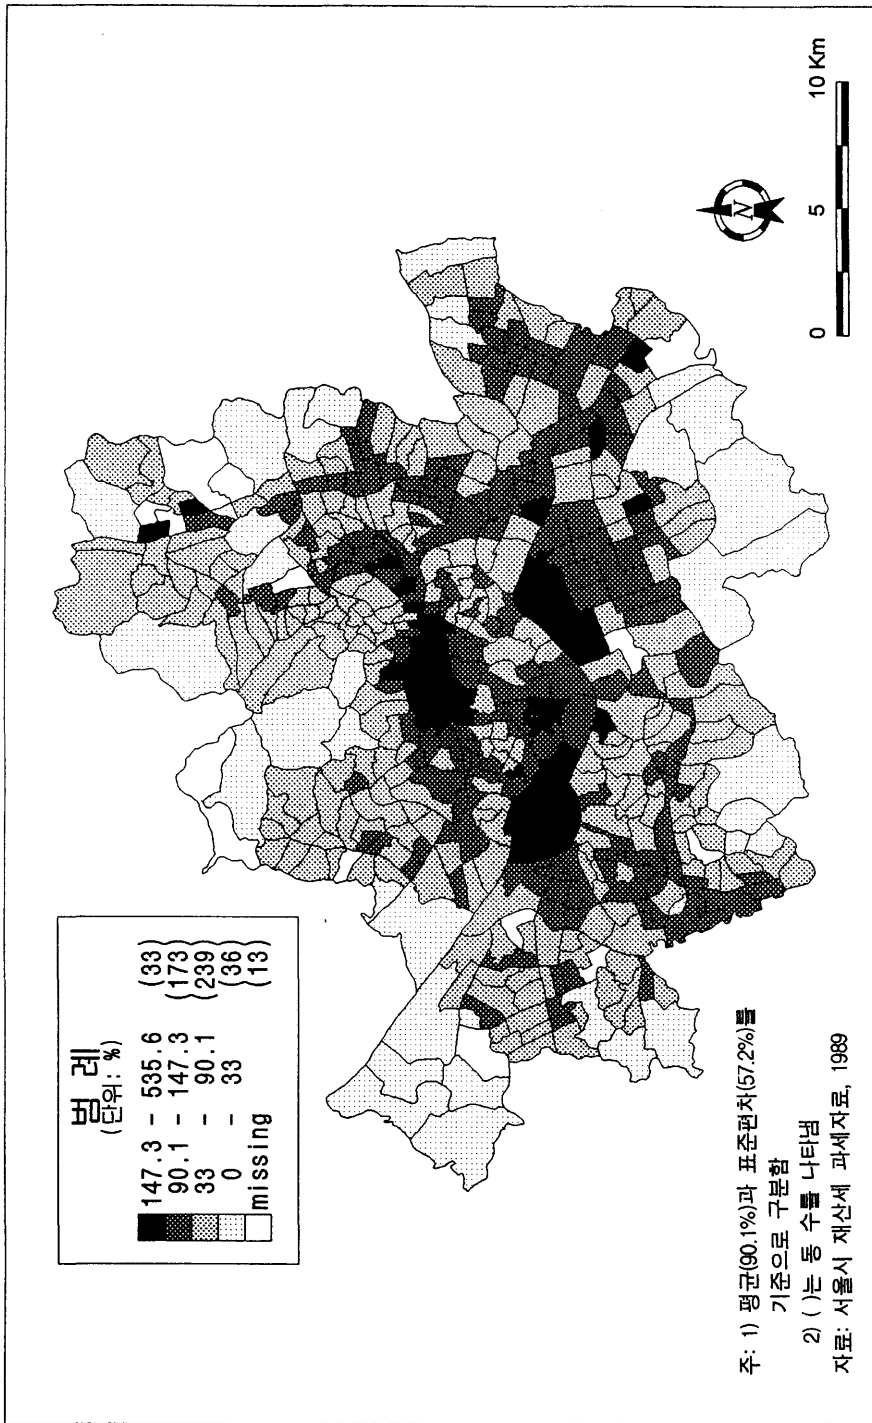 범 례
(단위: %)
147.3 - 535.6 (33)
90.1 - 147.3 (173)
33 - 90.1 (239)
0 - 33 (36)
missing (13)
N
0 5 10 Km
주: 1) 평균(90.1%)과 표준편차(57.2%)를
기준으로 구분함
2) ( )는 동 수를 나타냄
자료: 서울시 재산세 과세자료, 1989